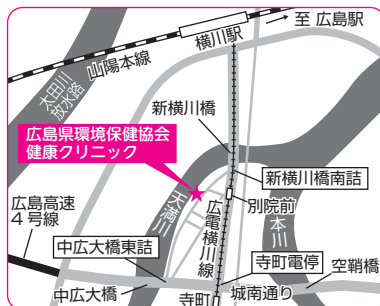 至 広島駅
横川駅
山陽本線
太田川
放水路
新横川橋
広島県環境保健協会
健康クリニック
新横川橋南詰
広島高速
4号線
天満川
別院前
広電横川線
本川
中広大橋東詰
寺町電停
空鞘橋
中広大橋
城南通り
寺町